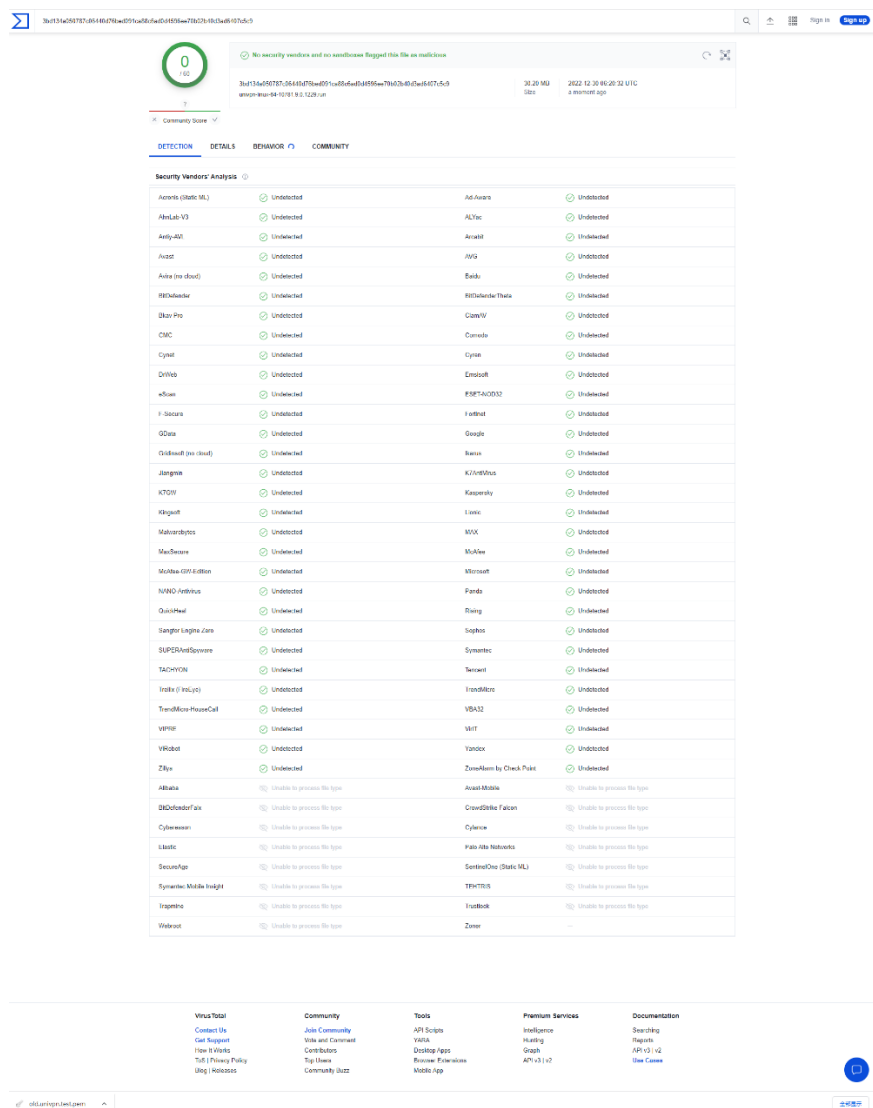 Sign in Sign up
0
/ 60
?
Community Score
No security vendors and no sandboxes flagged this file as malicious
30.20 MB
Size
2022-12-30 06:20:32 UTC
a moment ago
DETECTION DETAILS BEHAVIOR COMMUNITY
Security Vendors' Analysis
Acronis (Static ML) Undetected Ad-Aware Undetected
AhnLab-V3 Undetected ALYac Undetected
Antiy-AVL Undetected Arcabit Undetected
Avast Undetected AVG Undetected
Avira (no cloud) Undetected Baidu Undetected
BitDefender Undetected BitDefenderTheta Undetected
Bkav Pro Undetected ClamAV Undetected
CMC Undetected Comodo Undetected
Cynet Undetected Cyren Undetected
DrWeb Undetected Emsisoft Undetected
eScan Undetected ESET-NOD32 Undetected
F-Secure Undetected Fortinet Undetected
GData Undetected Google Undetected
Gridinsoft (no cloud) Undetected Ikarus Undetected
Jiangmin Undetected K7AntiVirus Undetected
K7GW Undetected Kaspersky Undetected
Kingsoft Undetected Lionic Undetected
Malwarebytes Undetected MAX Undetected
MaxSecure Undetected McAfee Undetected
McAfee-GW-Edition Undetected Microsoft Undetected
NANO-Antivirus Undetected Panda Undetected
QuickHeal Undetected Rising Undetected
Sangfor Engine Zero Undetected Sophos Undetected
SUPERAntiSpyware Undetected Symantec Undetected
TACHYON Undetected Tencent Undetected
Trellix (FireEye) Undetected TrendMicro Undetected
TrendMicro-HouseCall Undetected VBA32 Undetected
VIPRE Undetected VirIT Undetected
ViRobot Undetected Yandex Undetected
Zillya Undetected ZoneAlarm by Check Point Undetected
Alibaba Unable to process file type Avast-Mobile Unable to process file type
BitDefenderFalx Unable to process file type CrowdStrike Falcon Unable to process file type
Cybereason Unable to process file type Cylance Unable to process file type
Elastic Unable to process file type Palo Alto Networks Unable to process file type
SecureAge Unable to process file type SentinelOne (Static ML) Unable to process file type
Symantec Mobile Insight Unable to process file type TEHTRIS Unable to process file type
Trapmine Unable to process file type Trustlook Unable to process file type
Webroot Unable to process file type Zoner --
VirusTotal Community Tools Premium Services Documentation
Contact Us Join Community API Scripts Intelligence Searching
Get Support Vote and Comment YARA Hunting Reports
How It Works Contributors Desktop Apps Graph API v3 | v2
ToS | Privacy Policy Top Users Browser Extensions API v3 | v2 Use Cases
Blog | Releases Community Buzz Mobile App
old.univpn.test.pem 全部显示